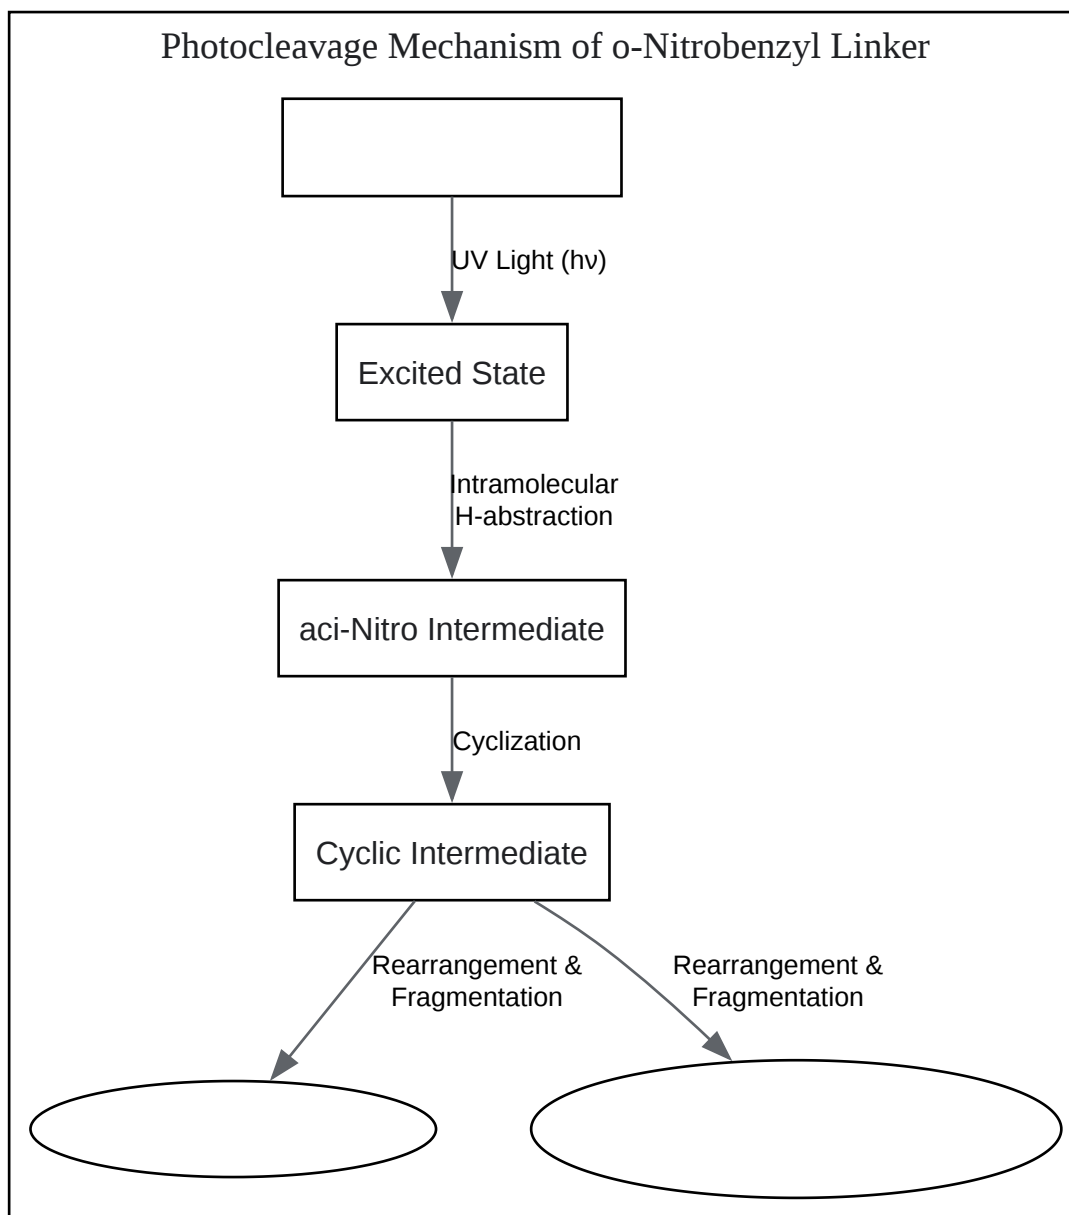 Photocleavage Mechanism of o-Nitrobenzyl Linker
UV Light (hν)
Excited State
Intramolecular
H-abstraction
aci-Nitro Intermediate
Cyclization
Cyclic Intermediate
Rearrangement &
Fragmentation
Rearrangement &
Fragmentation